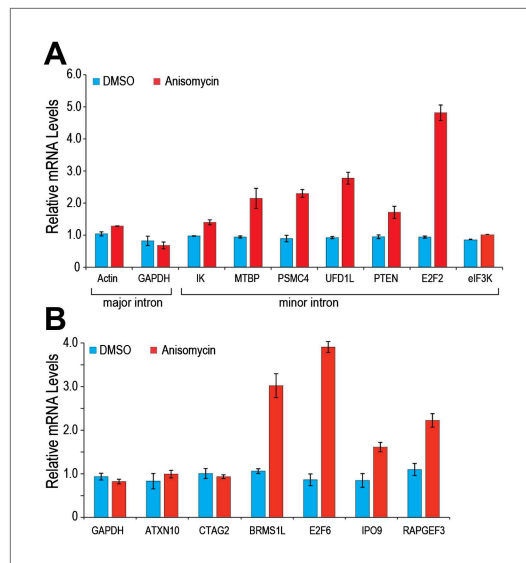 A
DMSO Anisomycin
Relative mRNA Levels
6.0
5.0
4.0
3.0
2.0
1.0
0
Actin GAPDH IK MTBP PSMC4 UFD1L PTEN E2F2 eIF3K
major intron minor intron
B
DMSO Anisomycin
Relative mRNA Levels
4.0
3.0
2.0
1.0
0
GAPDH ATXN10 CTAG2 BRMS1L E2F6 IPO9 RAPGEF3